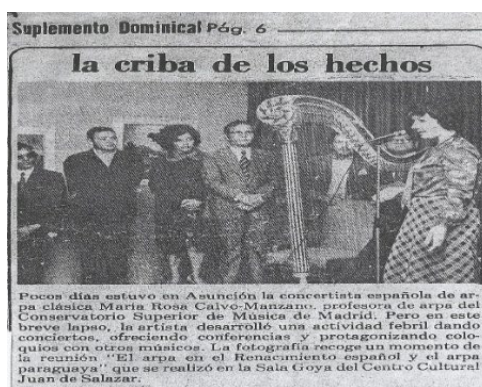 Suplemento Dominical Pág. 6
la criba de los hechos
Pocos días estuvo en Asunción la concertista española de ar-
pa clásica María Rosa Calvo-Manzano, profesora de arpa del
Conservatorio Superior de Música de Madrid. Pero en este
breve lapso, la artista desarrolló una actividad febril dando
conciertos, ofreciendo conferencias y protagonizando colo-
quios con otros músicos. La fotografía recoge un momento de
la reunión "El arpa en el Renacimiento español y el arpa
paraguaya" que se realizó en la Sala Goya del Centro Cultural
Juan de Salazar.